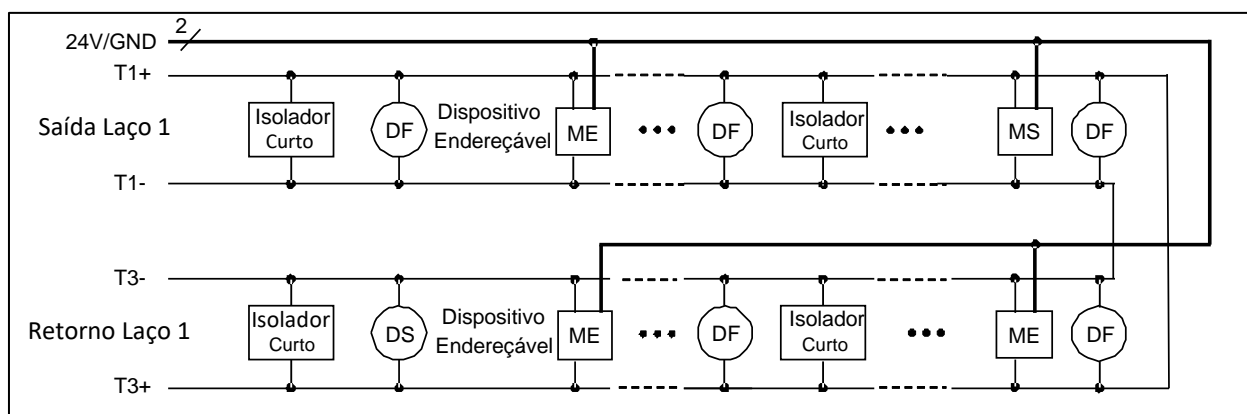 2
24V/GND
T1+
Saída Laço 1
Isolador
Curto
DF
Dispositivo
Endereçável
ME
DF
Isolador
Curto
MS
DF
T1-
T3-
Retorno Laço 1
Isolador
Curto
DS
Dispositivo
Endereçável
ME
DF
Isolador
Curto
ME
DF
T3+